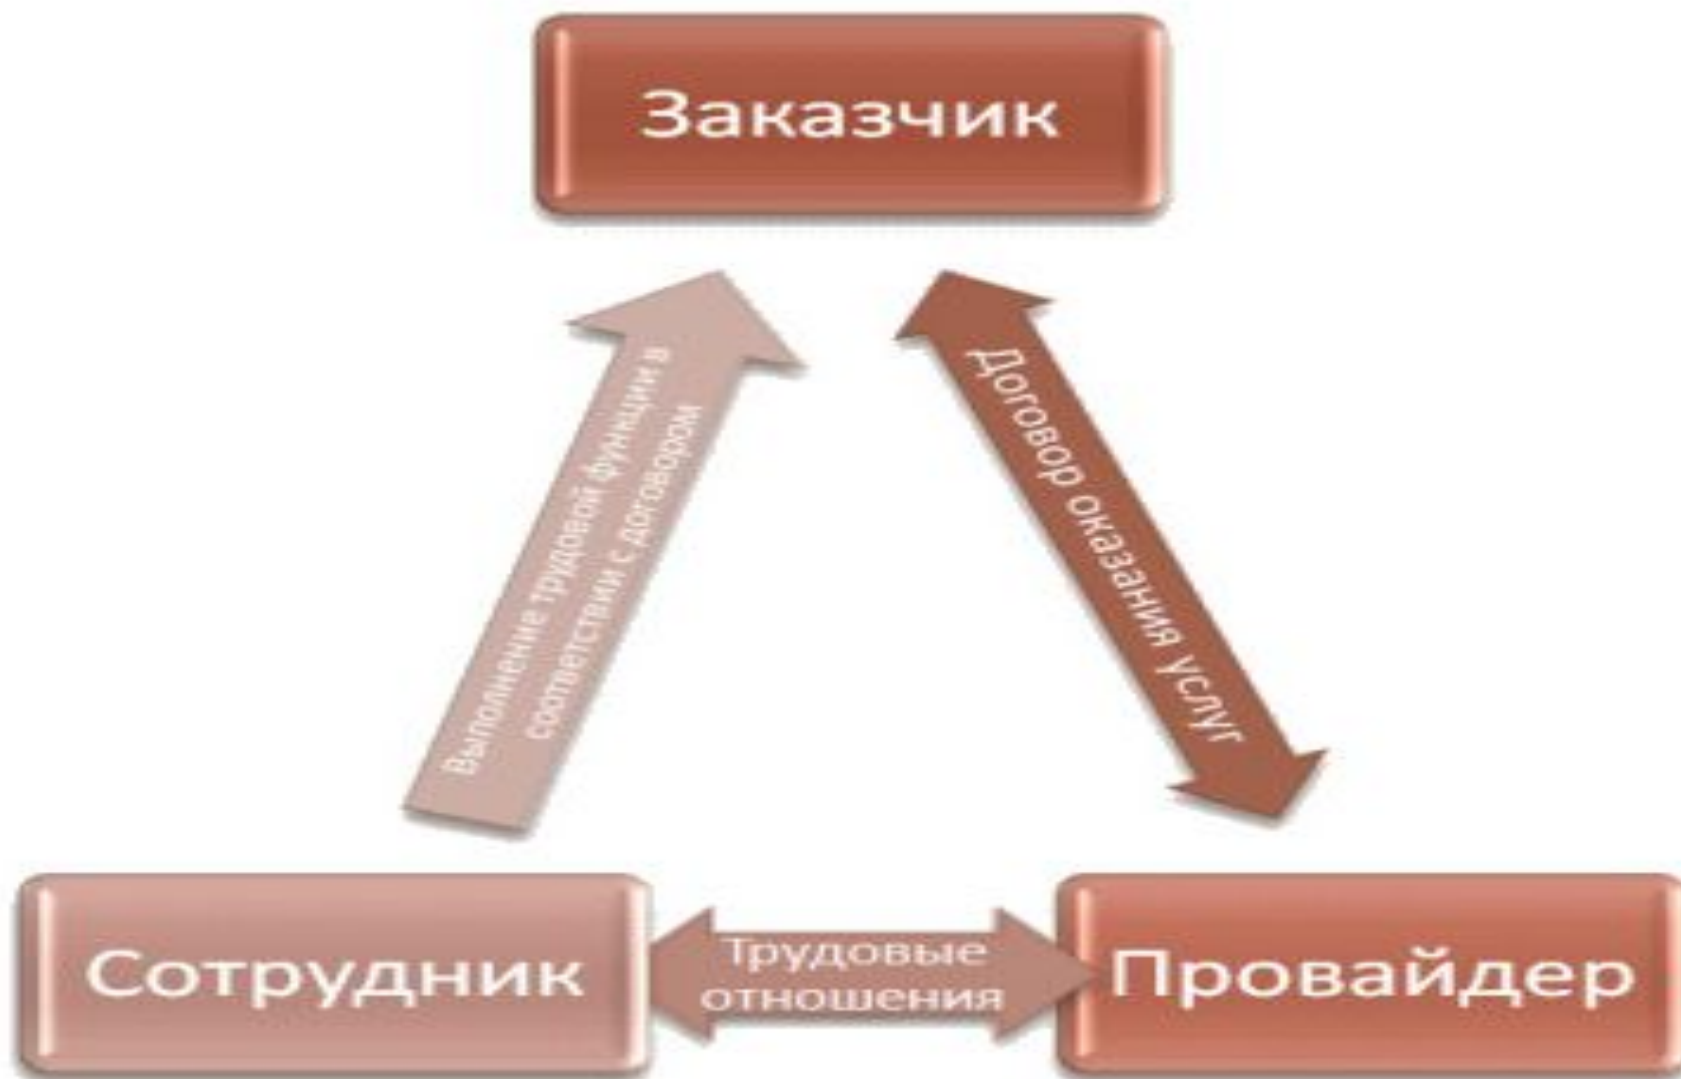 Заказчик
Выполнение трудовой функции в
соответствии с договором
Договор оказания услуг
Сотрудник
Трудовые
отношения
Провайдер